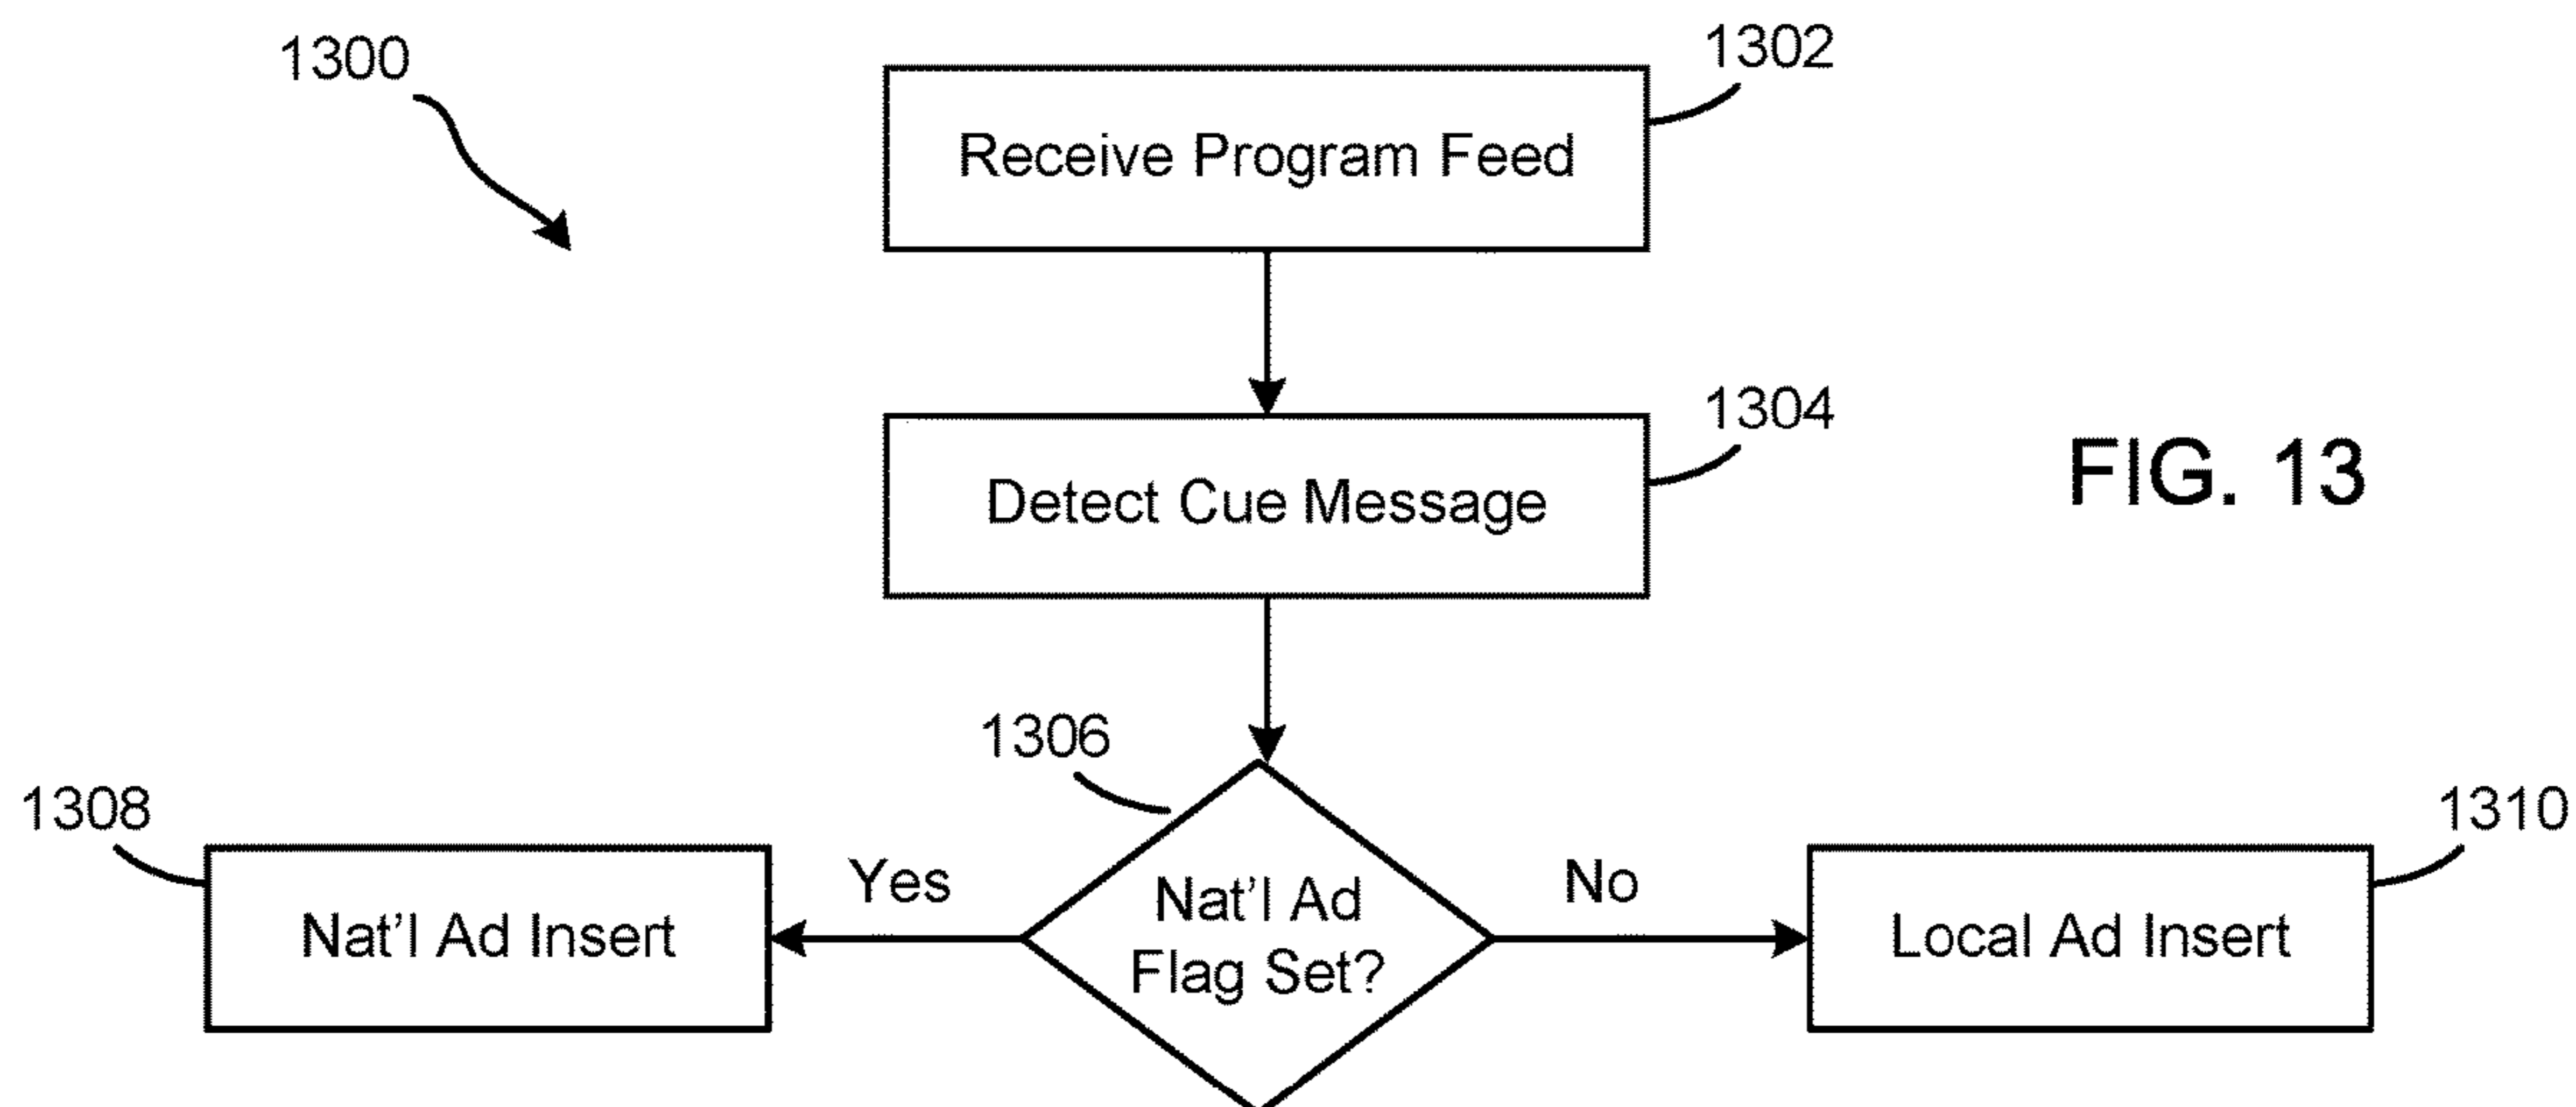 1300
1302
Receive Program Feed
1304
Detect Cue Message
FIG. 13
1306
1308
1310
Nat'l Ad Insert
Yes
Nat'l Ad
Flag Set?
No
Local Ad Insert